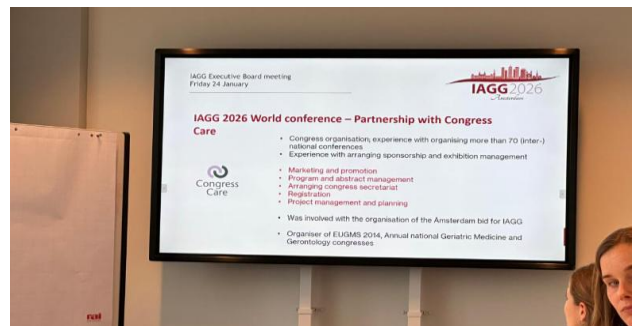 IAGG Executive Board meeting
Friday 24 January
IAGG2026
Amsterdam
IAGG 2026 World conference – Partnership with Congress
Care
• Congress organisation, experience with organising more than 70 (inter-)
national conferences
• Experience with arranging sponsorship and exhibition management
Congress
Care
• Marketing and promotion
• Program and abstract management
• Arranging congress secretariat
• Registration
• Project management and planning
• Was involved with the organisation of the Amsterdam bid for IAGG
• Organiser of EUGMS 2014, Annual national Geriatric Medicine and
Gerontology congresses
rai